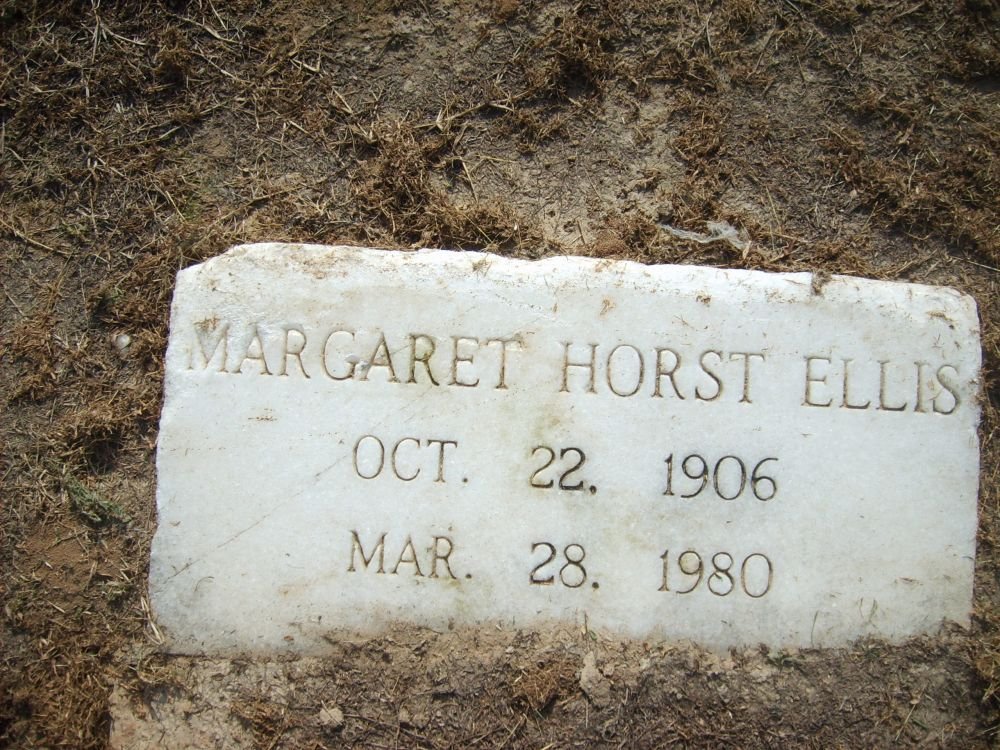 MARGARET HORST ELLIS
OCT. 22, 1906
MAR. 28. 1980